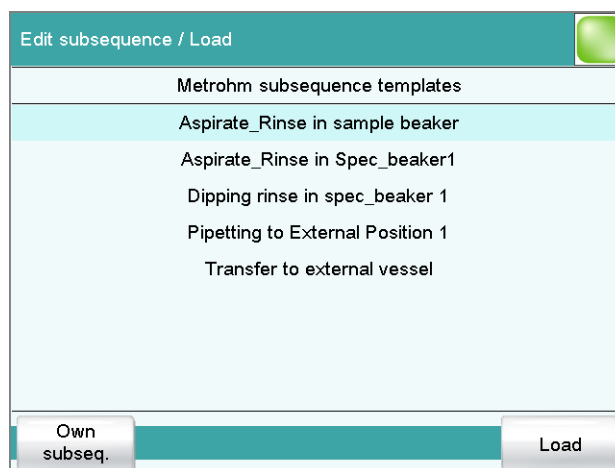 Edit subsequence / Load
Metrohm subsequence templates
Aspirate_Rinse in sample beaker
Aspirate_Rinse in Spec_beaker1
Dipping rinse in spec_beaker 1
Pipetting to External Position 1
Transfer to external vessel
Own
subseq.
Load